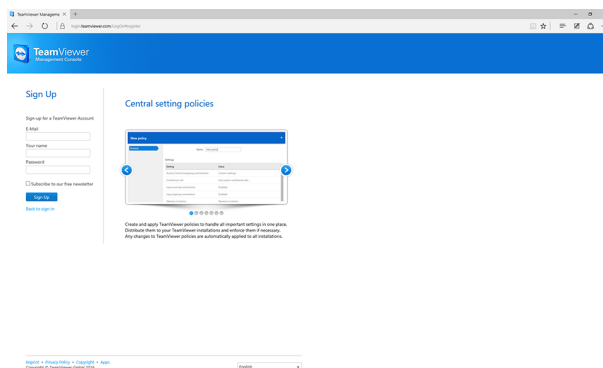 TeamViewer Manageme
login.teamviewer.com/LogOn#register
TeamViewer
Management Console
Sign Up
Sign up for a TeamViewer Account
E-Mail
Your name
Password
Subscribe to our free newsletter
Sign Up
Back to sign in
Central setting policies
New policy
Name
Settings
Setting
Value
Create and apply TeamViewer policies to handle all important settings in one place.
Distribute them to your TeamViewer installations and enforce them if necessary.
Any changes to TeamViewer policies are automatically applied to all installations.
Imprint • Privacy Policy • Copyright • Apps
Copyright © TeamViewer GmbH 2016
English